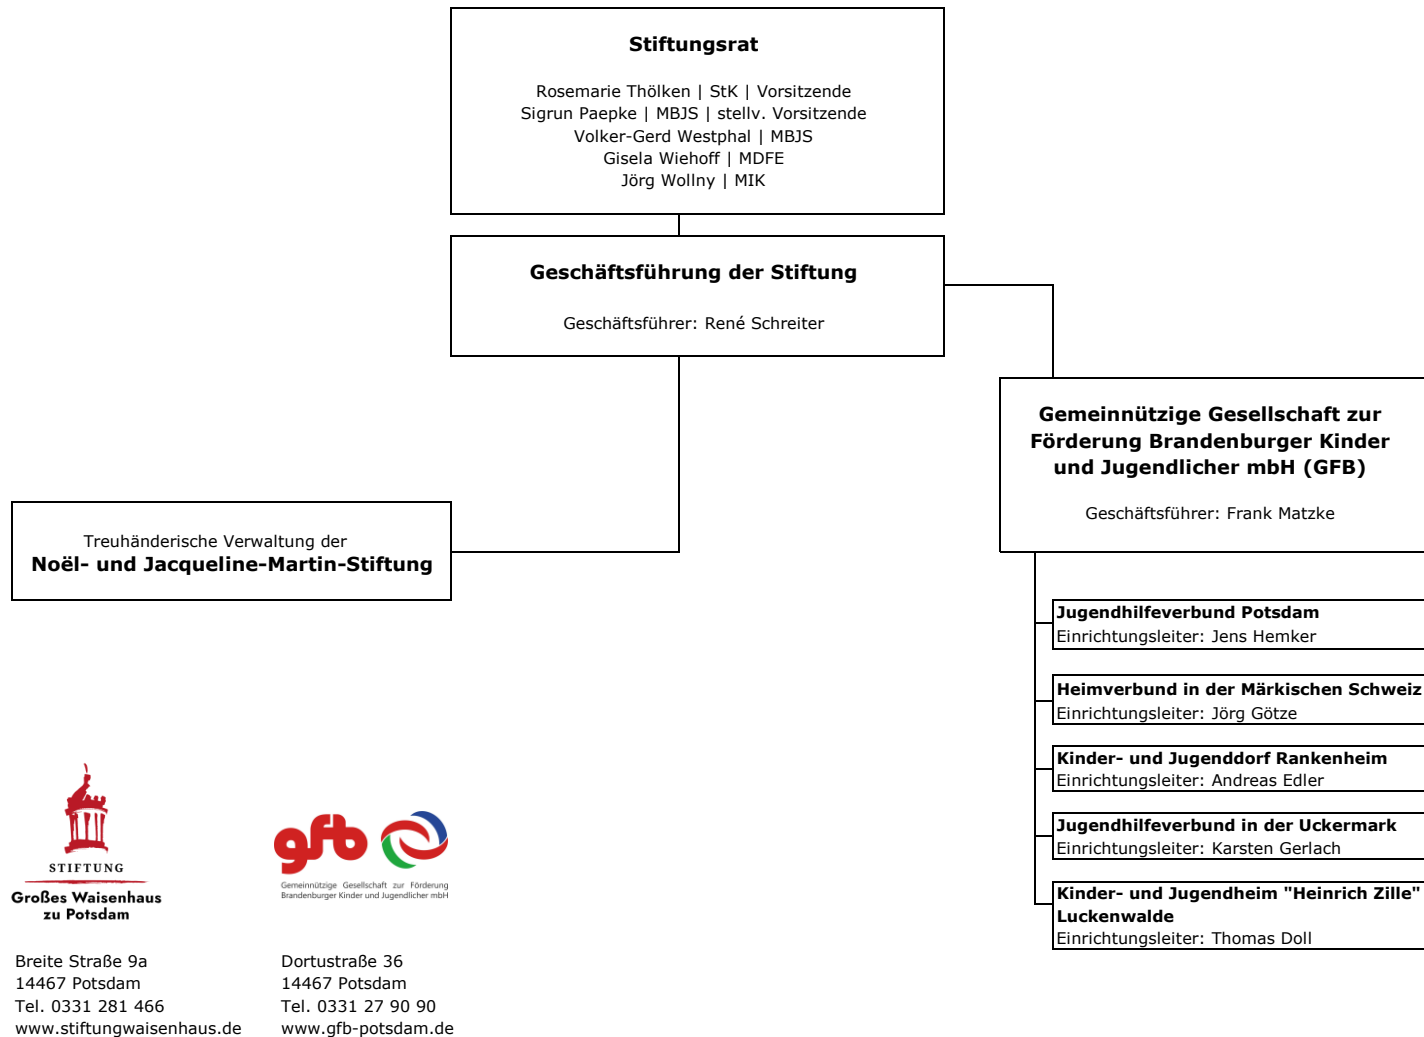 Stiftungsrat
Rosemarie Thölken | StK | Vorsitzende
Sigrun Paepke | MBJS | stellv. Vorsitzende
Volker-Gerd Westphal | MBJS
Gisela Wiehoff | MDFE
Jörg Wollny | MIK
Geschäftsführung der Stiftung
Geschäftsführer: René Schreiter
Gemeinnützige Gesellschaft zur
Förderung Brandenburger Kinder
und Jugendlicher mbH (GFB)
Geschäftsführer: Frank Matzke
Treuhänderische Verwaltung der
Noël- und Jacqueline-Martin-Stiftung
Jugendhilfeverbund Potsdam
Einrichtungsleiter: Jens Hemker
Heimverbund in der Märkischen Schweiz
Einrichtungsleiter: Jörg Götze
Kinder- und Jugenddorf Rankenheim
Einrichtungsleiter: Andreas Edler
Jugendhilfeverbund in der Uckermark
Einrichtungsleiter: Karsten Gerlach
Kinder- und Jugendheim "Heinrich Zille"
Luckenwalde
Einrichtungsleiter: Thomas Doll
STIFTUNG
Großes Waisenhaus
zu Potsdam
Breite Straße 9a
14467 Potsdam
Tel. 0331 281 466
www.stiftungwaisenhaus.de
gfb
Gemeinnützige Gesellschaft zur Förderung
Brandenburger Kinder und Jugendlicher mbH
Dortustraße 36
14467 Potsdam
Tel. 0331 27 90 90
www.gfb-potsdam.de